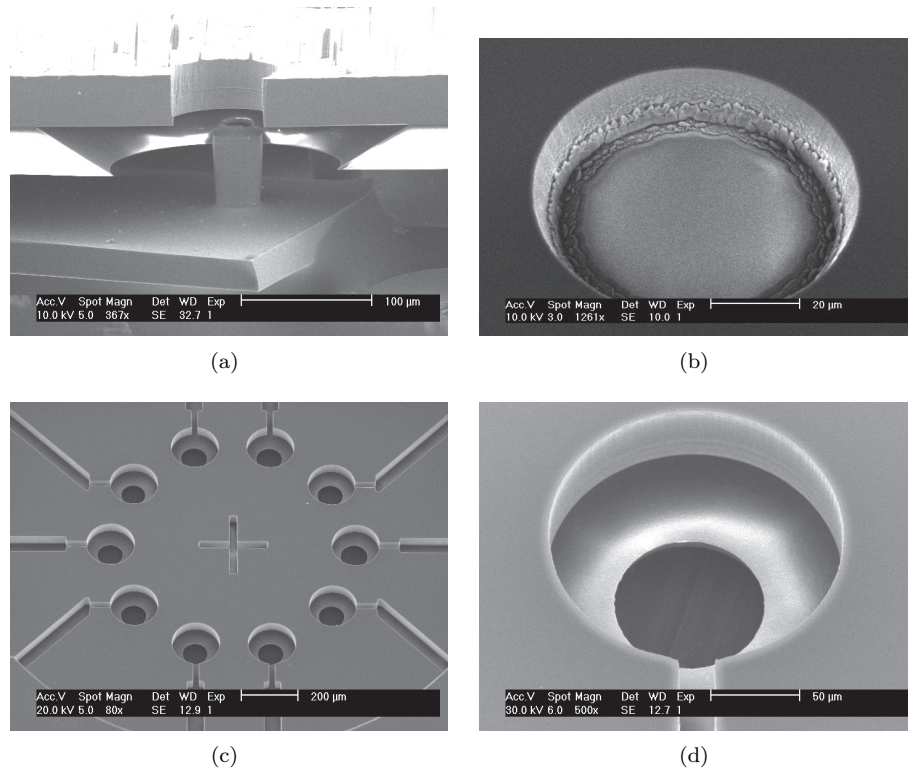 Acc.V Spot Magn Det WD Exp 100 µm
10.0 kV 5.0 367x SE 32.7 1
Acc.V Spot Magn Det WD Exp 20 µm
10.0 kV 3.0 1261x SE 10.0 1
(a)
(b)
Acc.V Spot Magn Det WD Exp 200 µm
20.0 kV 5.0 80x SE 12.9 1
Acc.V Spot Magn Det WD Exp 50 µm
30.0 kV 6.0 500x SE 12.7 1
(c)
(d)